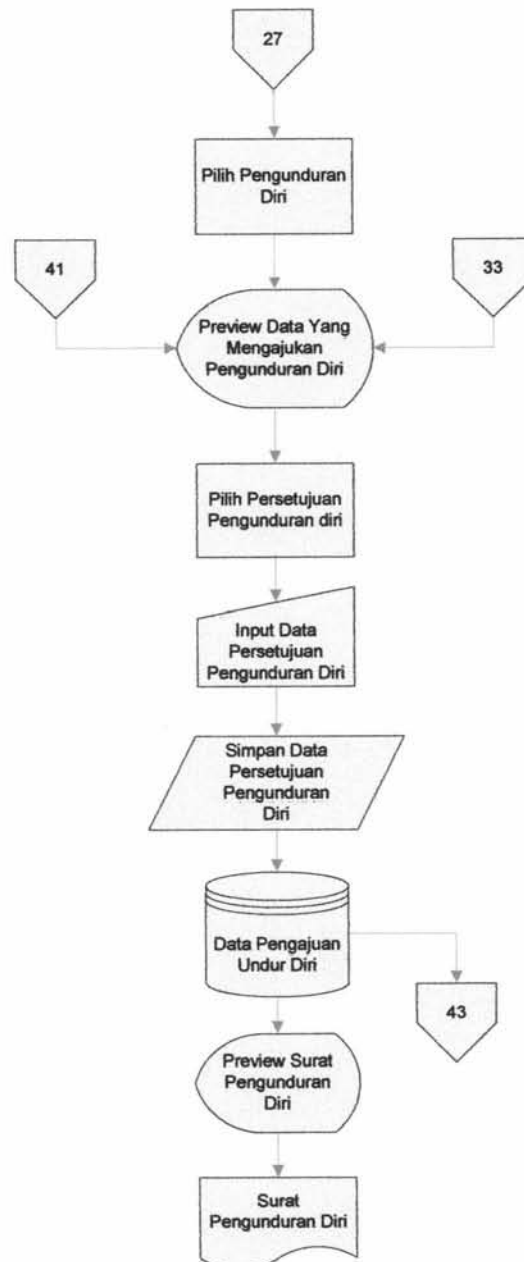 27
Pilih Pengunduran
Diri
41
33
Preview Data Yang
Mengajukan
Pengunduran Diri
Pilih Persetujuan
Pengunduran diri
Input Data
Persetujuan
Pengunduran Diri
Simpan Data
Persetujuan
Pengunduran
Diri
Data Pengajuan
Undur Diri
43
Preview Surat
Pengunduran
Diri
Surat
Pengunduran Diri